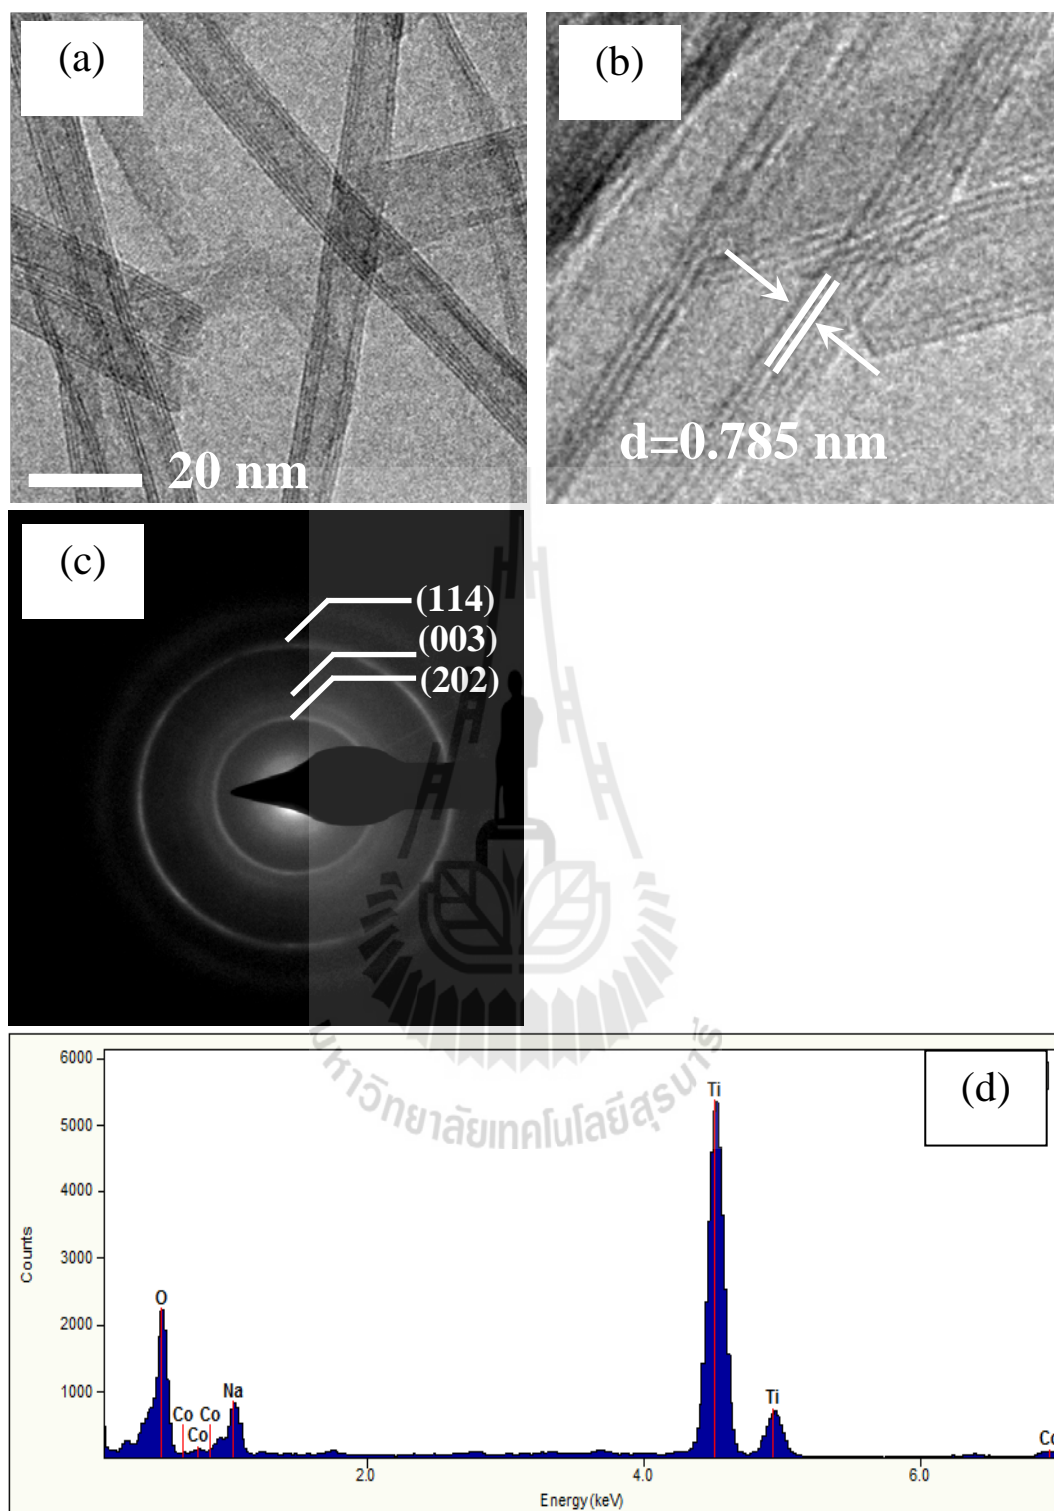 (a)
20 nm
(b)
d=0.785 nm
(c)
(114)
(003)
(202)
มหาวิทยาลัยเทคโนโลยีสุรนารี
(d)
6000
5000
4000
3000
2000
1000
Counts
O
Co
Co
Co
Na
Ti
Ti
Co
2.0
4.0
6.0
Energy (keV)